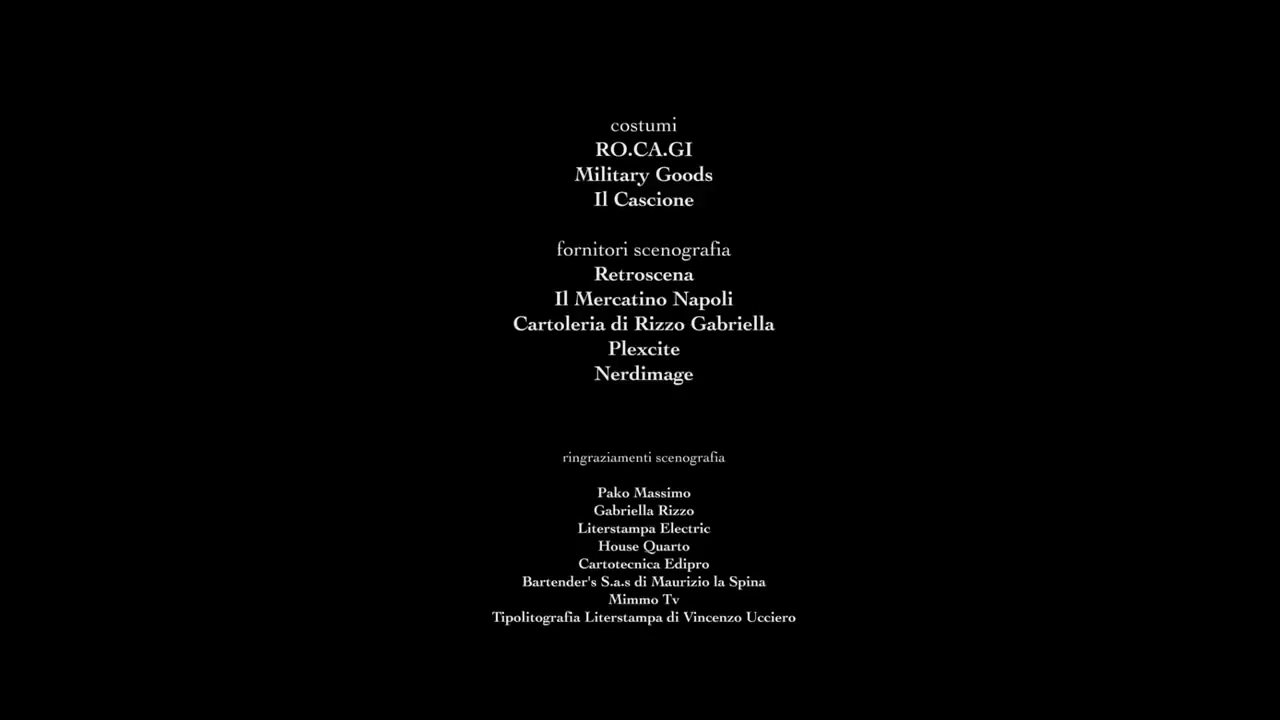 costumi
RO.CA.GI
Military Goods
Il Cascione
fornitori scenografia
Retroscena
Il Mercatino Napoli
Cartoleria di Rizzo Gabriella
Plexcite
Nerdimage
ringraziamenti scenografia
Pako Massimo
Gabriella Rizzo
Literstampa Electric
House Quarto
Cartotecnica Edipro
Bartender's S.a.s di Maurizio la Spina
Mimmo Tv
Tipolitografia Literstampa di Vincenzo Ucciero